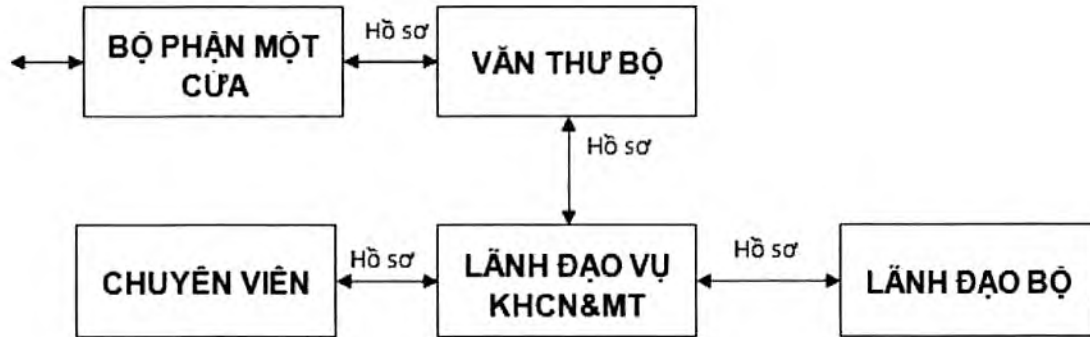 BỘ PHẬN MỘT
CỬA
Hồ sơ
VĂN THƯ BỘ
Hồ sơ
CHUYÊN VIÊN
Hồ sơ
LÃNH ĐẠO VỤ
KHCN&MT
Hồ sơ
LÃNH ĐẠO BỘ